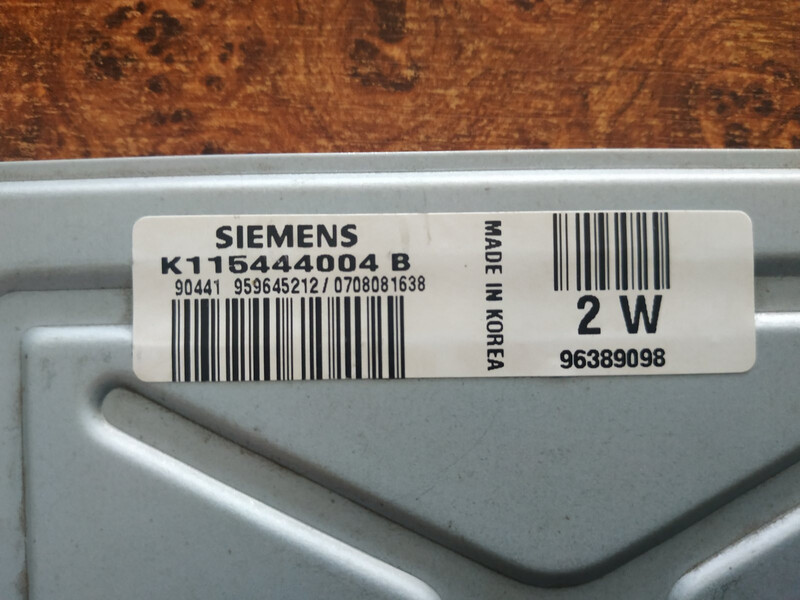 SIEMENS
K115444004 B
90441 959645212/0708081638
MADE IN KOREA
2 W
96389098